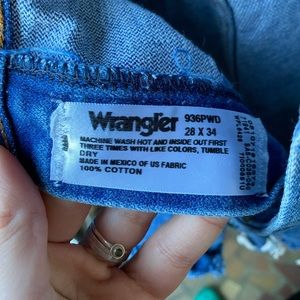 Wrangler 936PWD
28 X 34
MACHINE WASH HOT AND INSIDE OUT FIRST
THREE TIMES WITH LIKE COLORS, TUMBLE
DRY
MADE IN MEXICO OF US FABRIC
100% COTTON